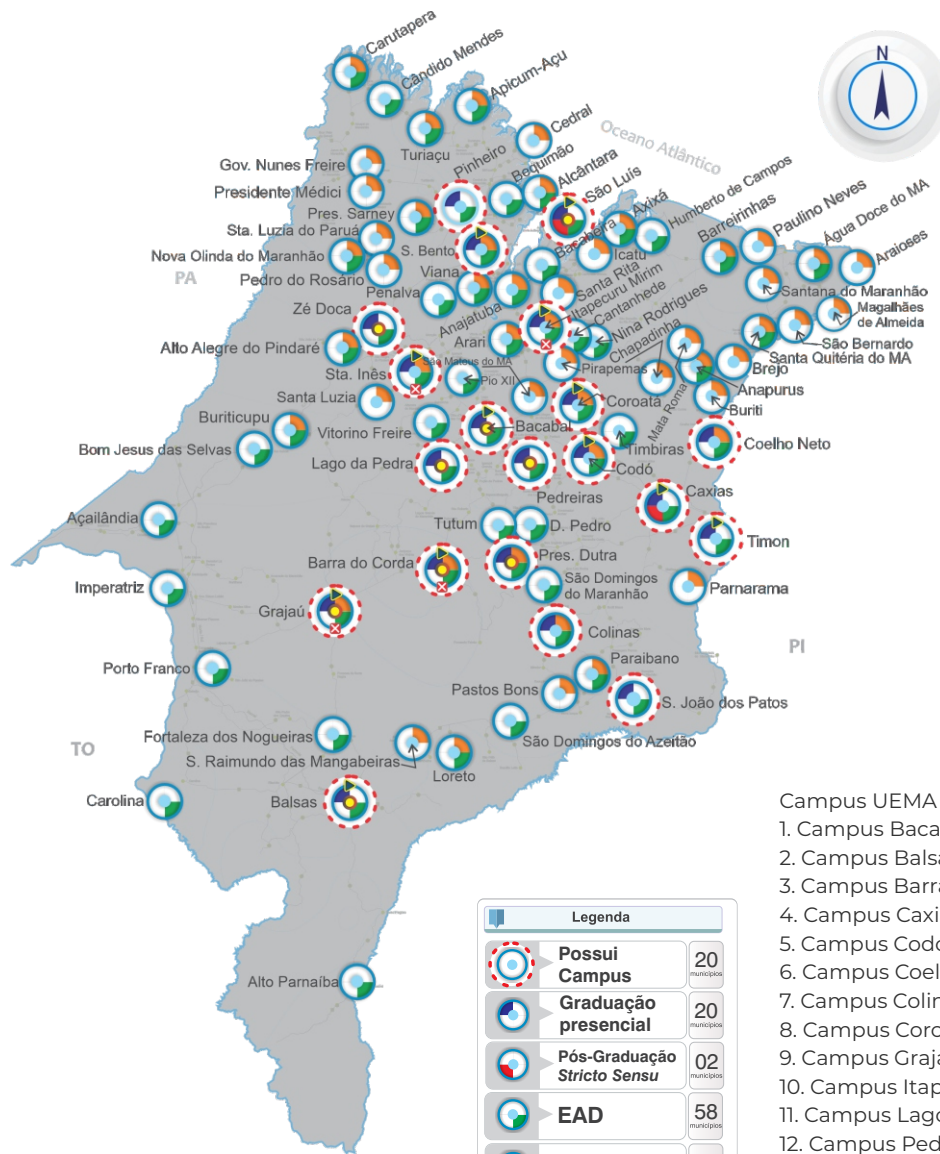 Carutapera
Cândido Mendes
Apicum-Açu
N
Cedral
Oceano Atlântico
Turiaçu
Gov. Nunes Freire
Pinheiro
Bequimão
Alcântara
São Luís
Presidente Médici
Axixá
Humberto de Campos
Barreirinhas
Paulino Neves
Água Doce do MA
Araioses
Pres. Sarney
Sta. Luzia do Paruá
S. Bento
Bacabeira
Icatu
Nova Olinda do Maranhão
PA
Pedro do Rosário
Viana
Penalva
Santa Rita
Itapecuru Mirim
Cantanhede
Nina Rodrigues
Chapadinha
Santana do Maranhão
Magalhães
de Almeida
Zé Doca
Anajatuba
Arari
São Bernardo
Santa Quitéria do MA
Alto Alegre do Pindaré
São Mateus do MA
Pirapemas
Mata Roma
Brejo
Sta. Inês
Pio XII
Anapurus
Santa Luzia
Coroatá
Buriti
Buriticupu
Vitorino Freire
Bacabal
Timbiras
Coelho Neto
Bom Jesus das Selvas
Lago da Pedra
Codó
Pedreiras
Caxias
Açailândia
Tutum
D. Pedro
Timon
Barra do Corda
Pres. Dutra
Imperatriz
São Domingos
do Maranhão
Parnarama
Grajaú
Colinas
PI
Porto Franco
Paraibano
Pastos Bons
S. João dos Patos
Fortaleza dos Nogueiras
São Domingos do Azeitão
TO
S. Raimundo das Mangabeiras
Loreto
Carolina
Balsas
Alto Parnaíba
Legenda
Possui
Campus
20
municípios
Graduação
presencial
20
municípios
Pós-Graduação
Stricto Sensu
02
municípios
EAD
58
municípios
Campus UEMA
1. Campus Baca
2. Campus Balsa
3. Campus Barra
4. Campus Caxi
5. Campus Codó
6. Campus Coel
7. Campus Colin
8. Campus Coro
9. Campus Graja
10. Campus Itap
11. Campus Lago
12. Campus Ped